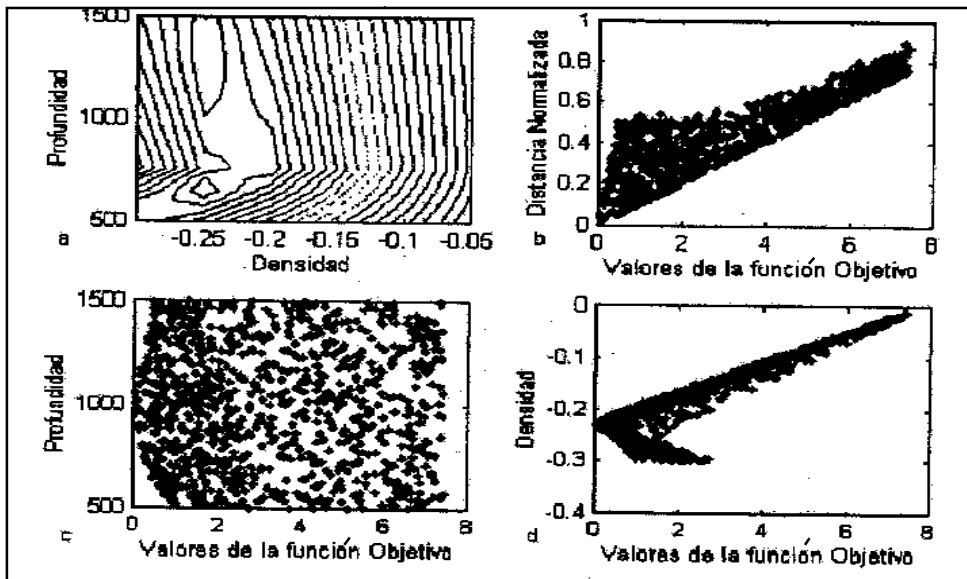 1500
1000
500
Profundidad
-0.25 -0.2 -0.15 -0.1 -0.05
Densidad
a
1
0.8
0.6
0.4
0.2
0
Distancia Normalizada
0 2 4 6 8
Valores de la función Objetivo
b
1500
1000
500
Profundidad
0 2 4 6 8
Valores de la función Objetivo
c
0
-0.1
-0.2
-0.3
-0.4
Densidad
0 2 4 6 8
Valores de la función Objetivo
d